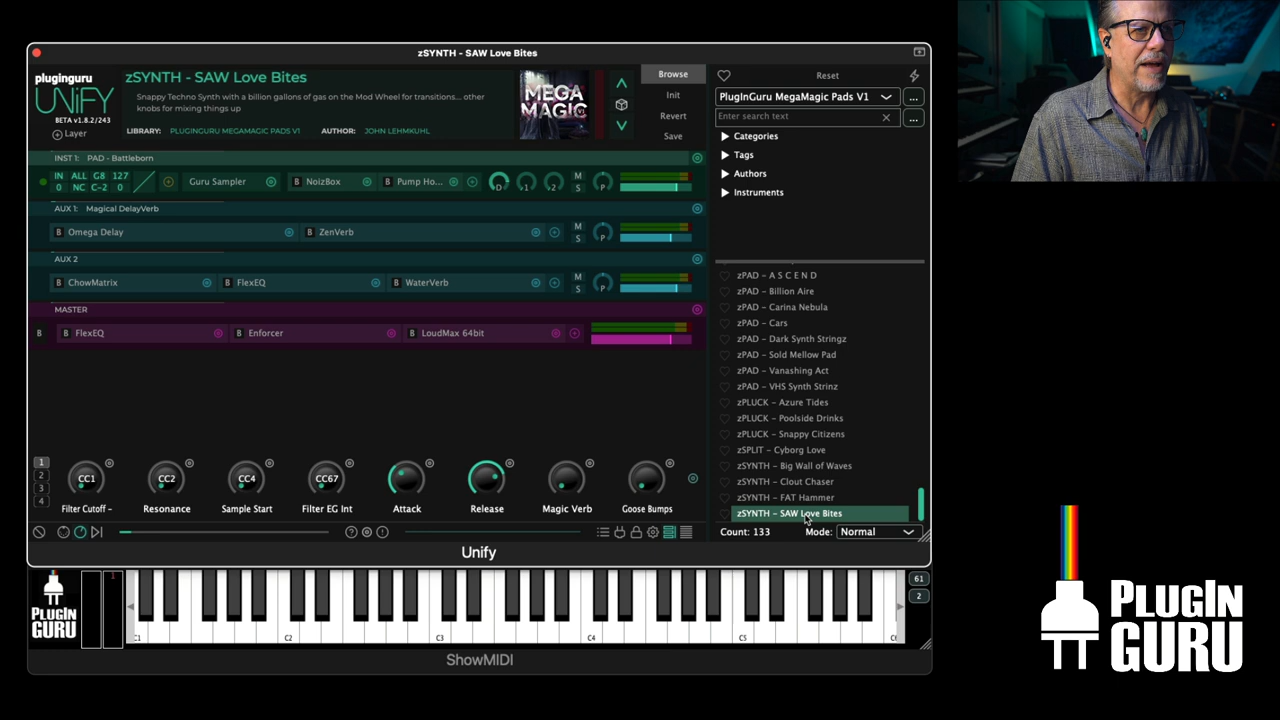 zSYNTH - SAW Love Bites
pluginguru
UNiFY
BETA v1.8.2/243
Layer
zSYNTH - SAW Love Bites
Snappy Techno Synth with a billion gallons of gas on the Mod Wheel for transitions... other
knobs for mixing things up
LIBRARY: PLUGINGURU MEGAMAGIC PADS V1 AUTHOR: JOHN LEHMKUHL
MEGA
MAGIC
Browse
Init
Revert
Save
Reset
PlugInGuru MegaMagic Pads V1
...
Enter search text
...
Categories
Tags
Authors
Instruments
INST 1: PAD - Battleborn
IN ALL G8 127
0 NC C-2 0
Guru Sampler
B NoizBox
B Pump Ho...
D 1 2
M
S
P
AUX 1: Magical DelayVerb
B Omega Delay
B ZenVerb
M
S
P
AUX 2
B ChowMatrix
B FlexEQ
B WaterVerb
M
S
P
MASTER
B
B FlexEQ
B Enforcer
B LoudMax 64bit
zPAD - A S C E N D
zPAD - Billion Aire
zPAD - Carina Nebula
zPAD - Cars
zPAD - Dark Synth Stringz
zPAD - Sold Mellow Pad
zPAD - Vanashing Act
zPAD - VHS Synth Strinz
zPLUCK - Azure Tides
zPLUCK - Poolside Drinks
zPLUCK - Snappy Citizens
zSPLIT - Cyborg Love
zSYNTH - Big Wall of Waves
zSYNTH - Clout Chaser
zSYNTH - FAT Hammer
zSYNTH - SAW Love Bites
Count: 133 Mode: Normal
1
2
3
4
CC1 CC2 CC4 CC67
Filter Cutoff - Resonance Sample Start Filter EG Int Attack Release Magic Verb Goose Bumps
Unify
PLUGIN
GURU
1
C1 C2 C3 C4 C5
61
2
ShowMIDI
PLUGIN
GURU